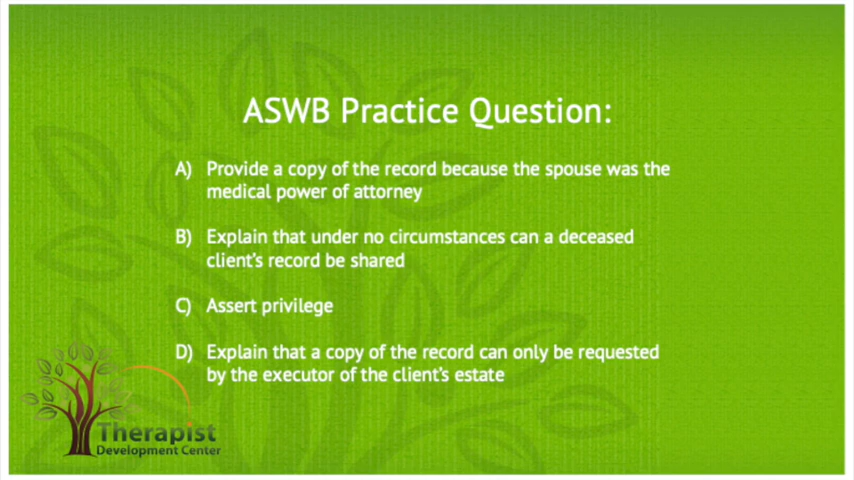 ASWB Practice Question:
A) Provide a copy of the record because the spouse was the
medical power of attorney
B) Explain that under no circumstances can a deceased
client's record be shared
C) Assert privilege
D) Explain that a copy of the record can only be requested
by the executor of the client's estate
Therapist
Development Center